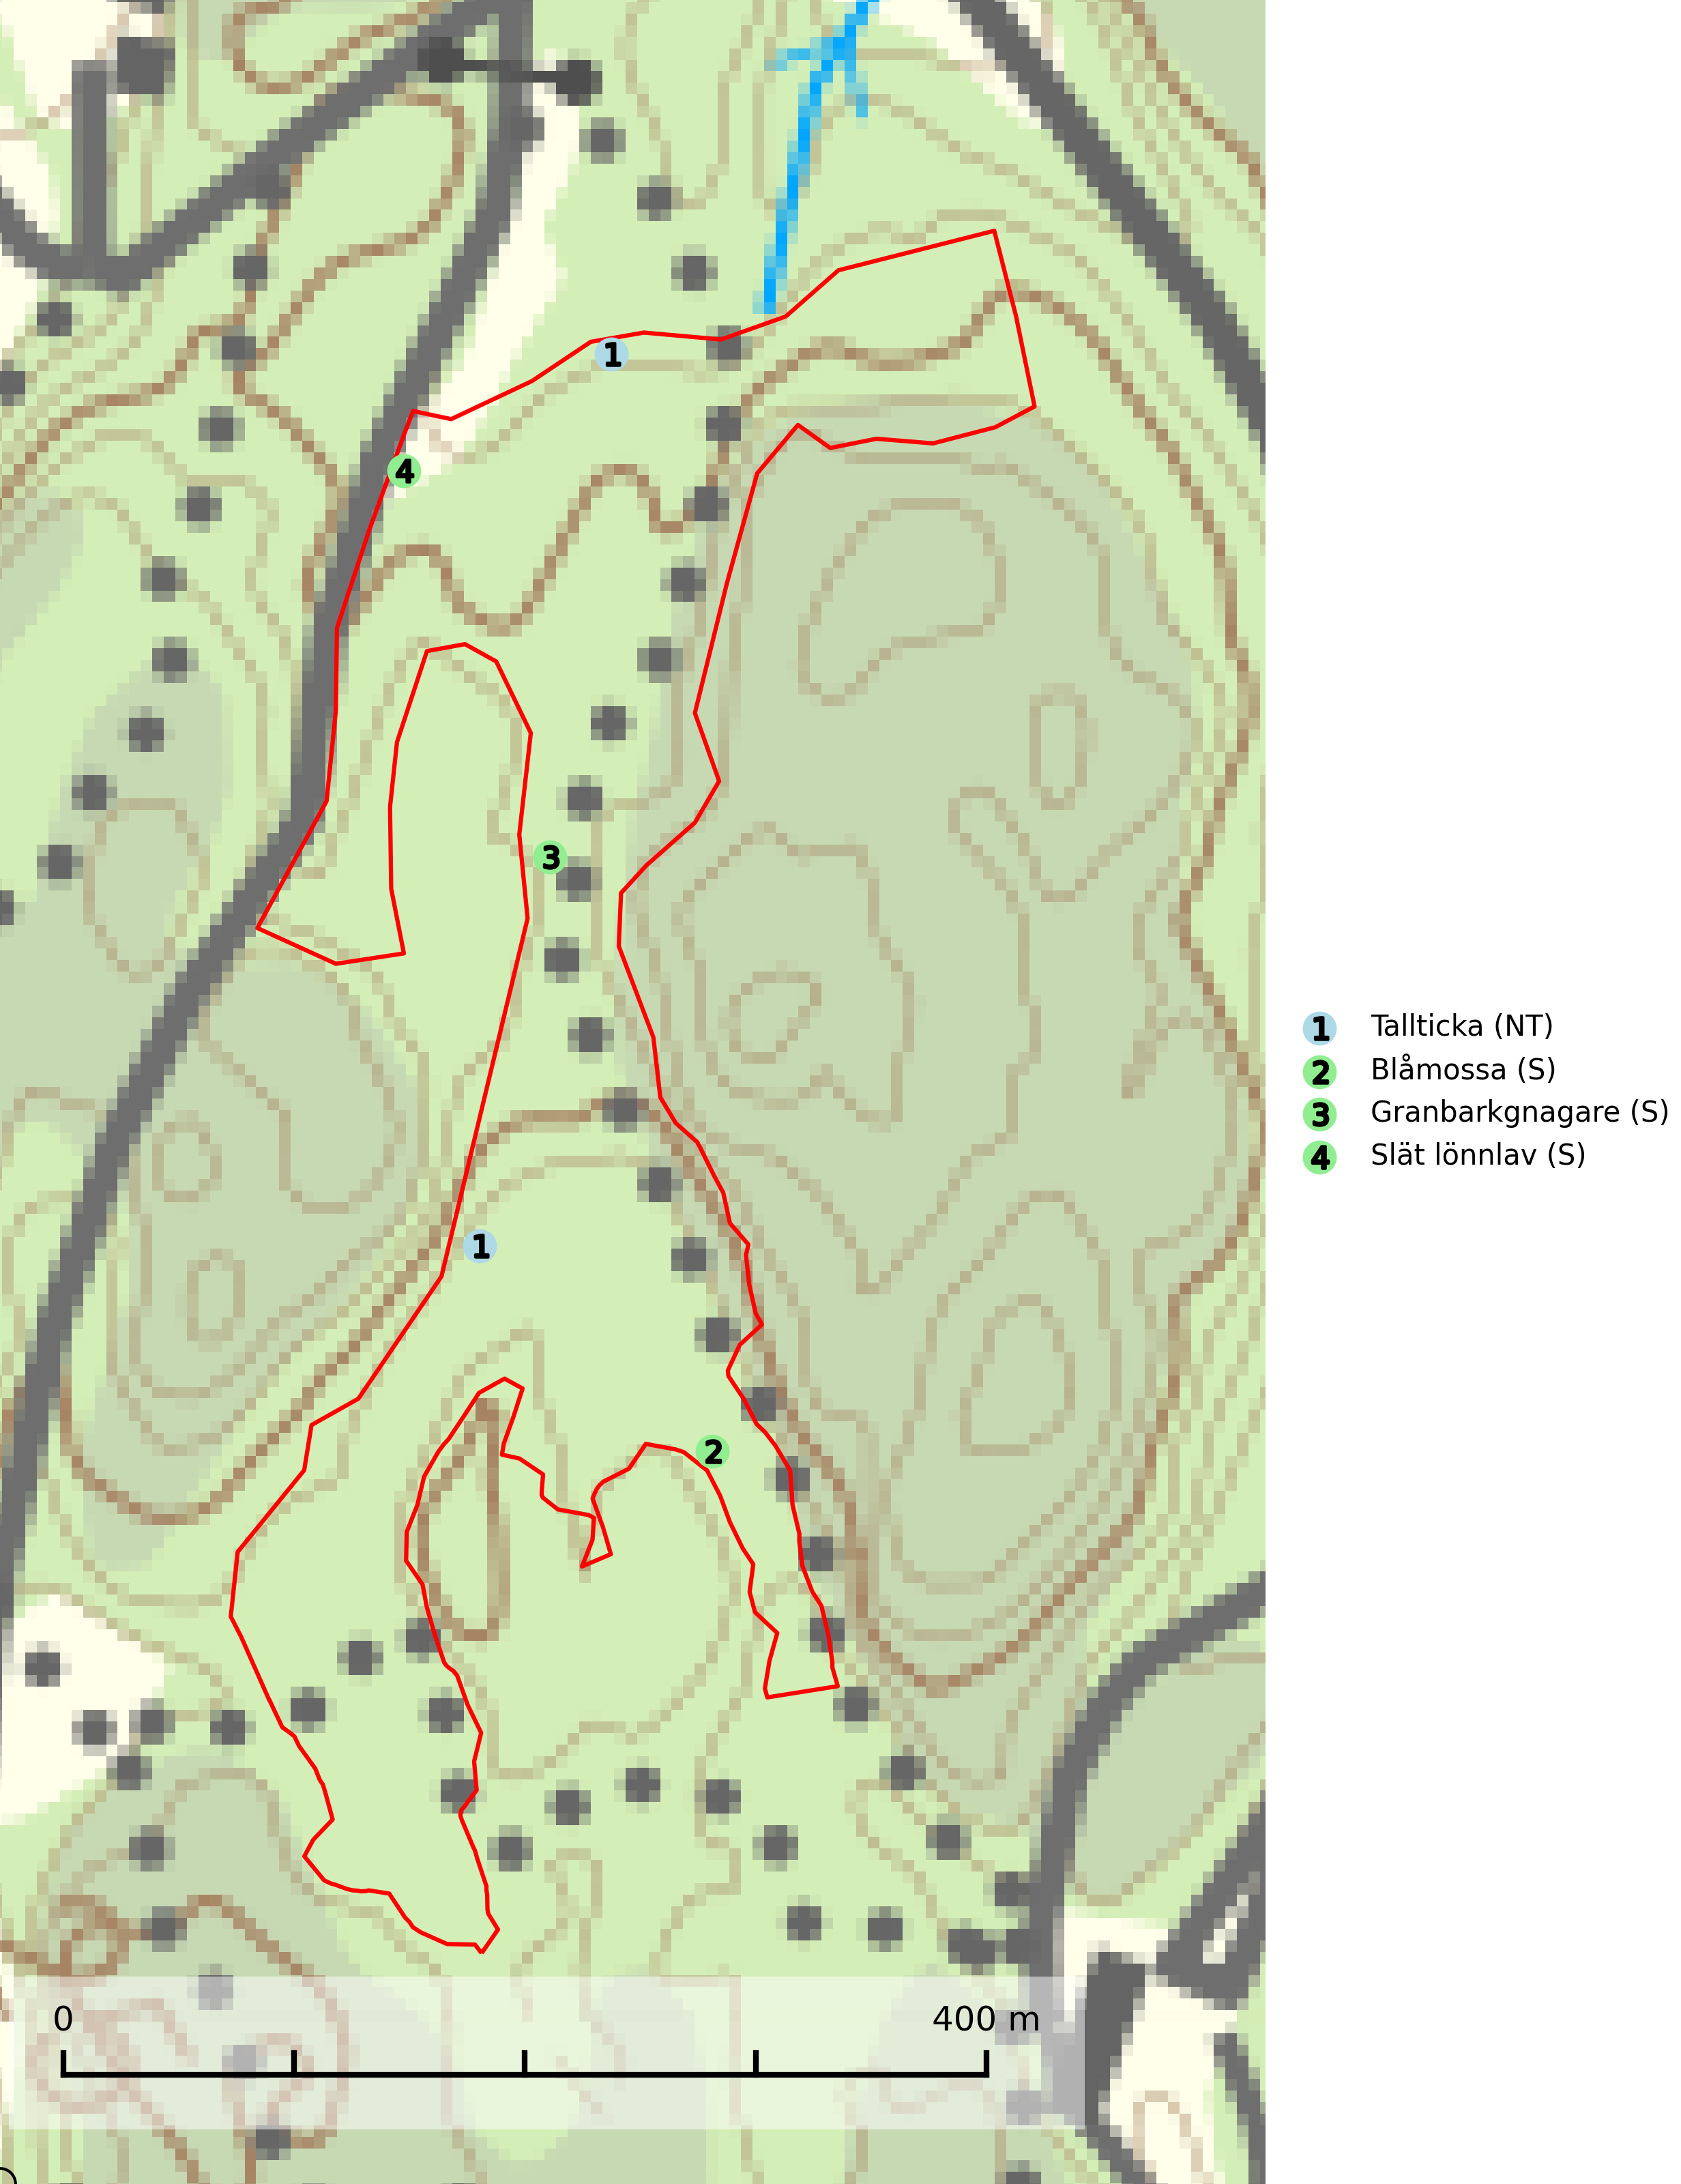 1
4
3
1
2
1 Tallticka (NT)
2 Blåmossa (S)
3 Granbarkgnagare (S)
4 Slät lönnlav (S)
0 400 m